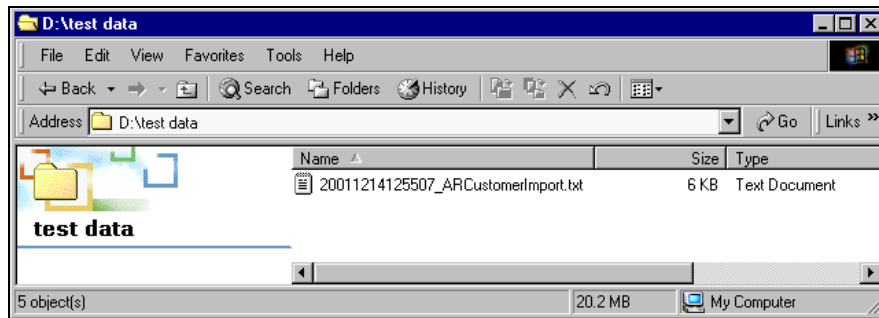 D:\test data
File Edit View Favorites Tools Help
Back Search Folders History
Address D:\test data Go Links »
Name Size Type
20011214125507_ARCustomerImport.txt 6 KB Text Document
test data
5 object(s) 20.2 MB My Computer